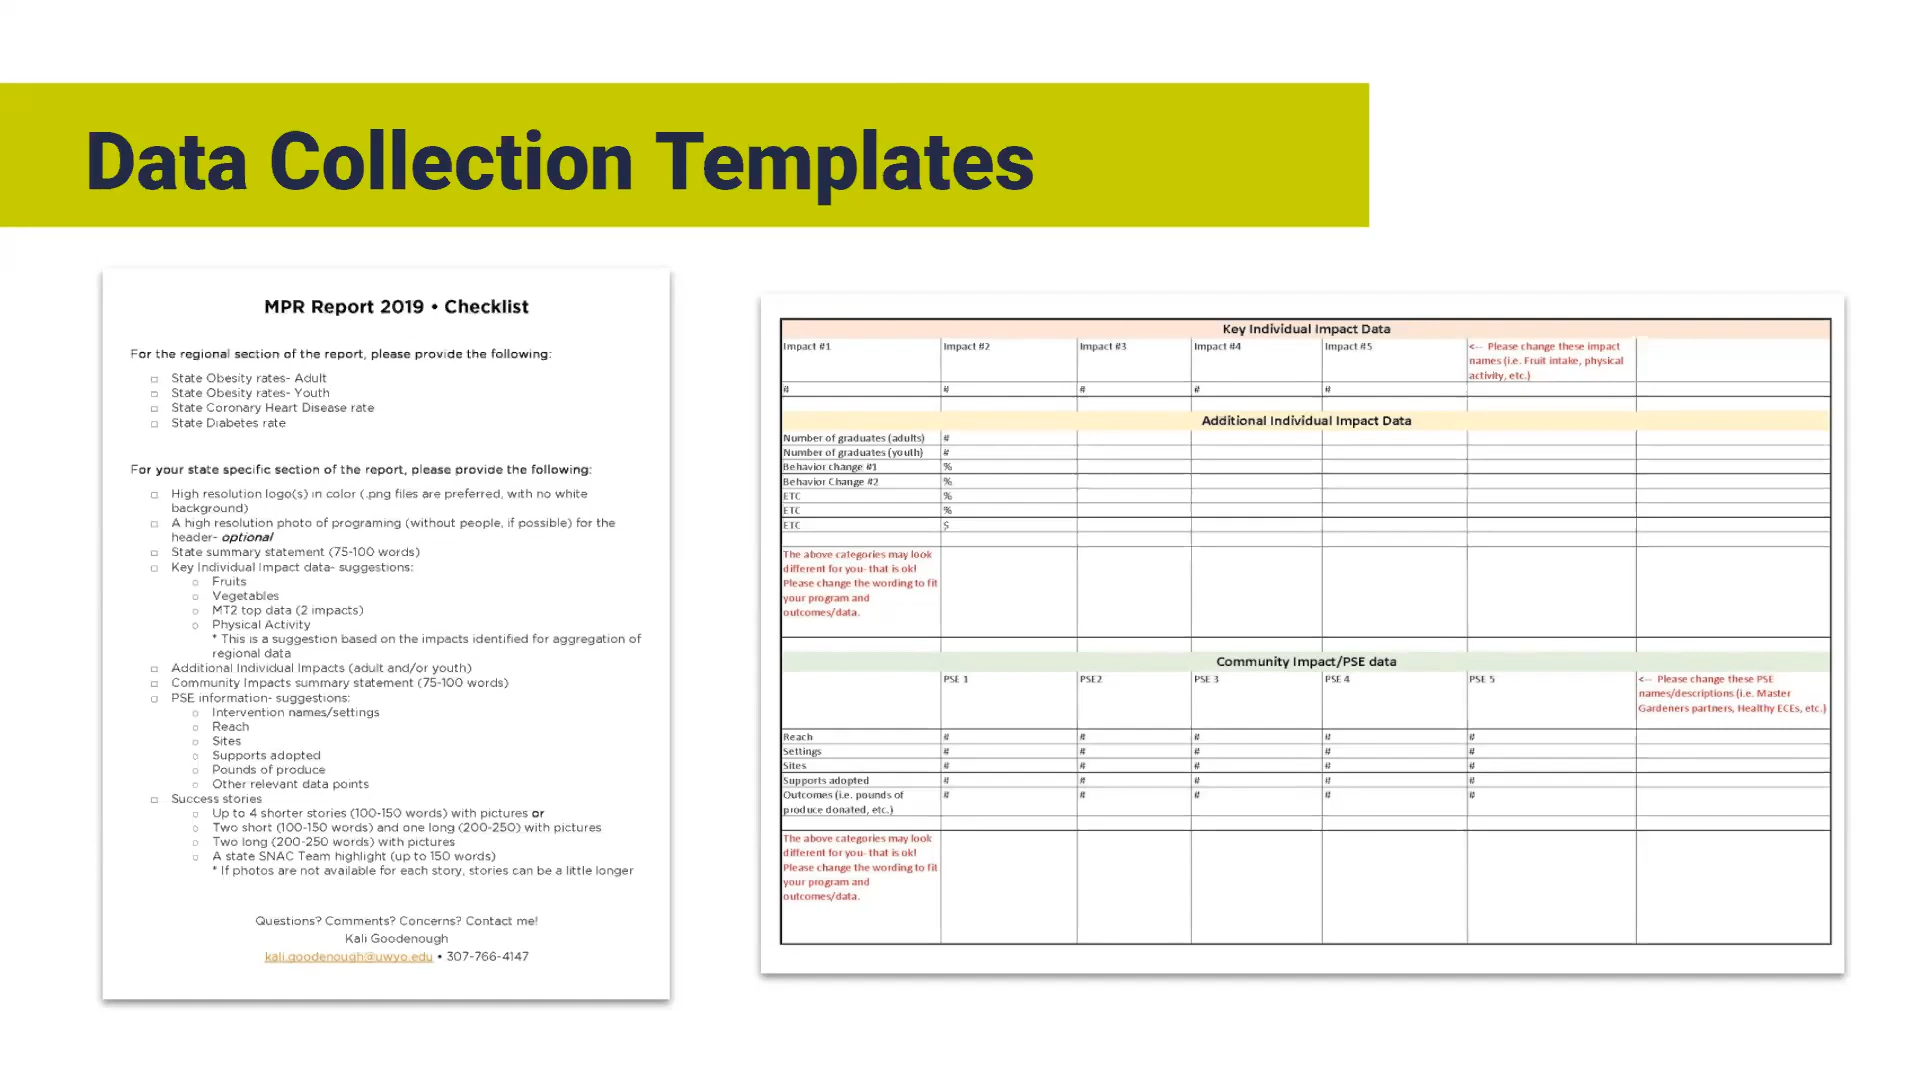 Data Collection Templates
MPR Report 2019 • Checklist
For the regional section of the report, please provide the following:
State Obesity rates- Adult
State Obesity rates- Youth
State Coronary Heart Disease rate
State Diabetes rate
For your state specific section of the report, please provide the following:
High resolution logo(s) in color (.png files are preferred, with no white
background)
A high resolution photo of programing (without people, if possible) for the
header- optional
State summary statement (75-100 words)
Key Individual Impact data- suggestions:
Fruits
Vegetables
MT2 top data (2 impacts)
Physical Activity
* This is a suggestion based on the impacts identified for aggregation of
regional data
Additional Individual Impacts (adult and/or youth)
Community Impacts summary statement (75-100 words)
PSE information- suggestions:
Intervention names/settings
Reach
Sites
Supports adopted
Pounds of produce
Other relevant data points
Success stories
Up to 4 shorter stories (100-150 words) with pictures or
Two short (100-150 words) and one long (200-250) with pictures
Two long (200-250 words) with pictures
A state SNAC Team highlight (up to 150 words)
* If photos are not available for each story, stories can be a little longer
Questions? Comments? Concerns? Contact me!
Kali Goodenough
kali.goodenough@uwyo.edu • 307-766-4147
Key Individual Impact Data
Impact #1 Impact #2 Impact #3 Impact #4 Impact #5 <-- Please change these impact
names (i.e. Fruit intake, physical
activity, etc.)
# # # # #
Additional Individual Impact Data
Number of graduates (adults) #
Number of graduates (youth) #
Behavior change #1 %
Behavior Change #2 %
ETC %
ETC %
ETC $
The above categories may look
different for you- that is ok!
Please change the wording to fit
your program and
outcomes/data.
Community Impact/PSE data
PSE 1 PSE2 PSE 3 PSE 4 PSE 5 <-- Please change these PSE
names/descriptions (i.e. Master
Gardeners partners, Healthy ECEs, etc.)
Reach # # # # #
Settings # # # # #
Sites # # # # #
Supports adopted # # # # #
Outcomes (i.e. pounds of # # # # #
produce donated, etc.)
The above categories may look
different for you- that is ok!
Please change the wording to fit
your program and
outcomes/data.